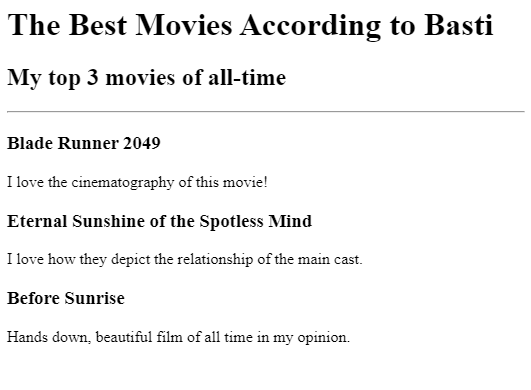 The Best Movies According to Basti
My top 3 movies of all-time
Blade Runner 2049
I love the cinematography of this movie!
Eternal Sunshine of the Spotless Mind
I love how they depict the relationship of the main cast.
Before Sunrise
Hands down, beautiful film of all time in my opinion.